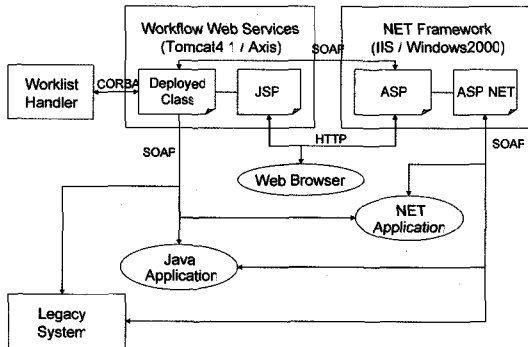 Workflow Web Services
(Tomcat4 1 / Axis)
NET Framework
(IIS / Windows2000)
SOAP
Worklist
Handler
CORBA
Deployed
Class
JSP
ASP
ASP NET
HTTP
SOAP
SOAP
Web Browser
NET
Application
Java
Application
Legacy
System